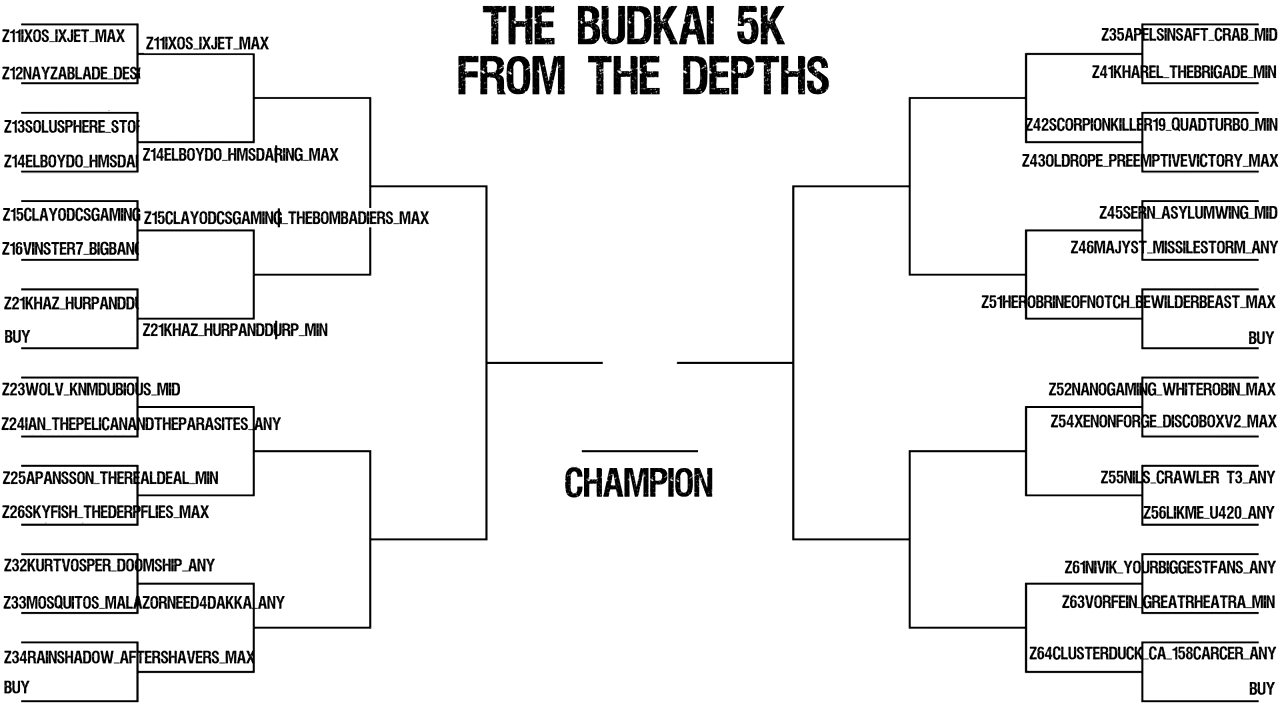 THE BUDKAI 5K
FROM THE DEPTHS
Z11IXOS_IXJET_MAX
Z11IXOS_IXJET_MAX
Z12NAYZABLADE_DES
Z13SOLUSPHERE_STO
Z14ELBOYDO_HMSDARING_MAX
Z14ELBOYDO_HMSDA
Z15CLAYODCSGAMING
Z15CLAYODCSGAMING_THEBOMBADIERS_MAX
Z16VINSTER7_BIGBAN
Z21KHAZ_HURPANDD
BUY
Z21KHAZ_HURPANDDURP_MIN
Z23WOLV_KNMDUBIOUS_MID
Z24IAN_THEPELICANANDTHEPARASITES_ANY
Z25APANSSON_THEREALDEAL_MIN
Z26SKYFISH_THEDERPFLIES_MAX
Z32KURTVOSPER_DOOMSHIP_ANY
Z33MOSQUITOS_MALAZORNEED4DAKKA_ANY
Z34RAINSHADOW_AFTERSHAVERS_MAX
BUY
CHAMPION
Z35APELSINSAFT_CRAB_MID
Z41KHAREL_THEBRIGADE_MIN
Z42SCORPIONKILLER19_QUADTURBO_MIN
Z43OLDROPE_PREEMPTIVEVICTORY_MAX
Z45SERN_ASYLUMWING_MID
Z46MAJYST_MISSILESTORM_ANY
Z51HEROBRINEOFNOTCH_BEWILDERBEAST_MAX
BUY
Z52NANOGAMING_WHITEROBIN_MAX
Z54XENONFORGE_DISCOBOXV2_MAX
Z55NILS_CRAWLER T3_ANY
Z56LIKME_U420_ANY
Z61NIVIK_YOURBIGGESTFANS_ANY
Z63VORFEIN_GREATRHEATRA_MIN
Z64CLUSTERDUCK_CA_158CARCER_ANY
BUY